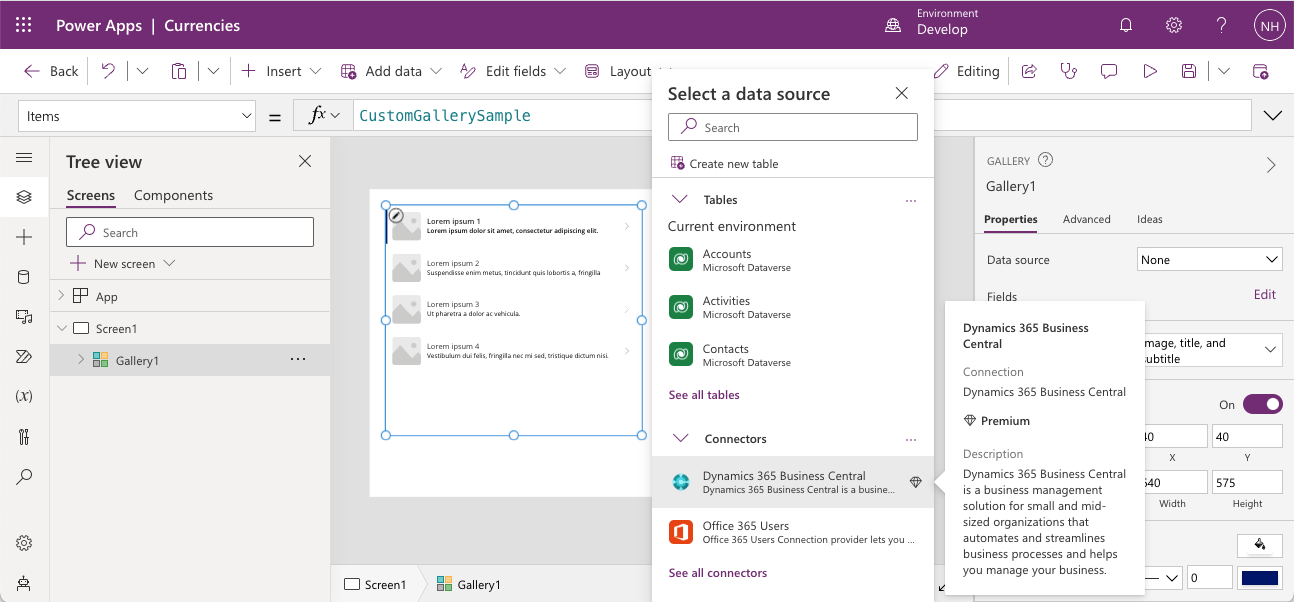 Power Apps | Currencies
Environment
Develop
NH
Back
Insert
Add data
Edit fields
Layout
Editing
Items
=
fx
CustomGallerySample
Tree view
Screens
Components
Search
New screen
App
Screen1
Gallery1
Lorem ipsum 1
Lorem ipsum dolor sit amet, consectetur adipiscing elit.
Lorem ipsum 2
Suspendisse enim metus, tincidunt quis lobortis a, fringilla
Lorem ipsum 3
Ut pharetra a dolor ac vehicula.
Lorem ipsum 4
Vestibulum dui felis, fringilla nec mi sed, tristique dictum nisi.
Screen1
Gallery1
Select a data source
Search
Create new table
Tables
Current environment
Accounts
Microsoft Dataverse
Activities
Microsoft Dataverse
Contacts
Microsoft Dataverse
See all tables
Connectors
Dynamics 365 Business Central
Dynamics 365 Business Central is a busine...
Office 365 Users
Office 365 Users Connection provider lets you ...
See all connectors
Dynamics 365 Business
Central
Connection
Dynamics 365 Business Central
Premium
Description
Dynamics 365 Business Central
is a business management
solution for small and mid-
sized organizations that
automates and streamlines
business processes and helps
you manage your business.
GALLERY
Gallery1
Properties
Advanced
Ideas
Data source
None
Fields
Edit
mage, title, and
subtitle
On
40
40
X
Y
640
575
Width
Height
0